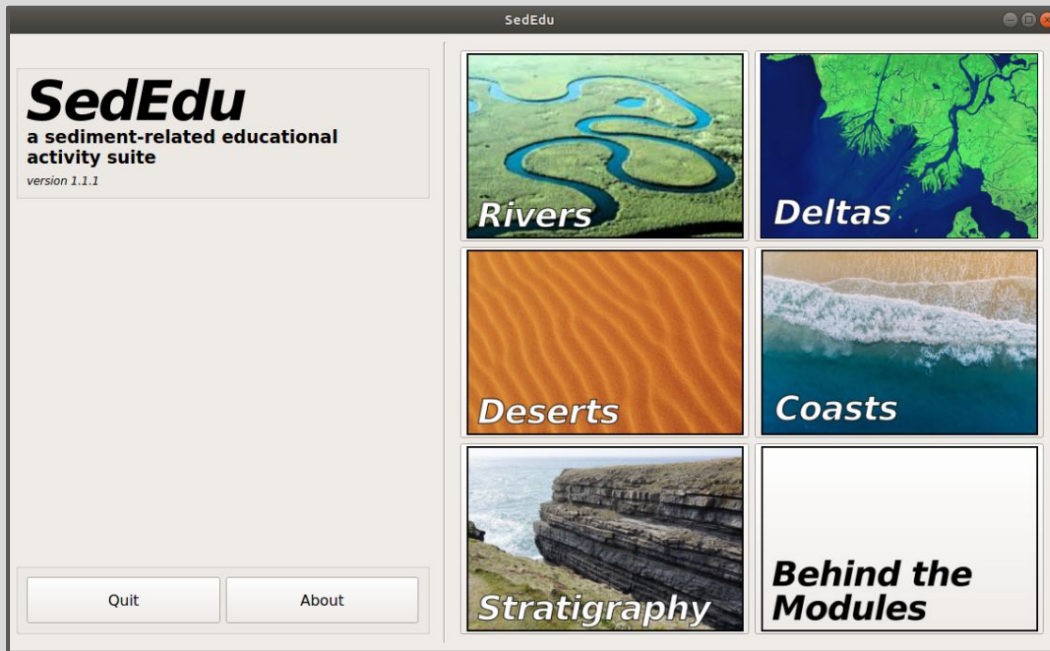 SedEdu
SedEdu
a sediment-related educational
activity suite
version 1.1.1
Rivers
Deltas
Deserts
Coasts
Stratigraphy
Behind the
Modules
Quit
About